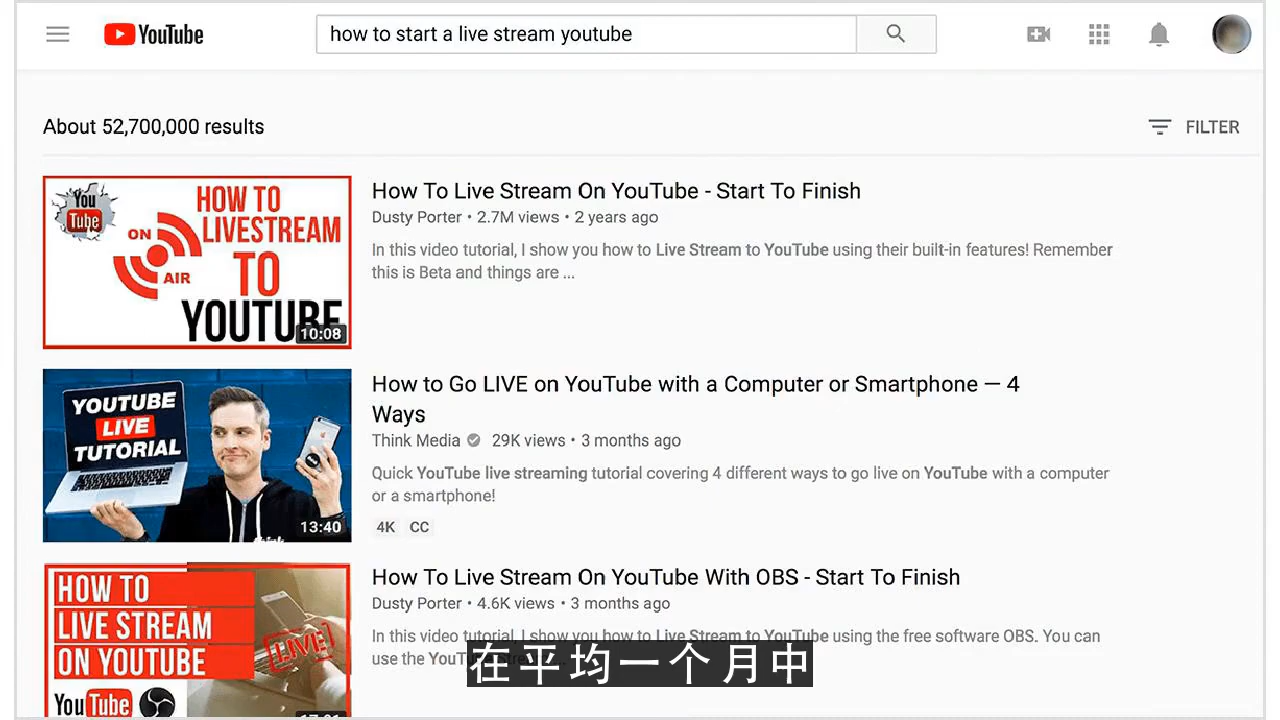 YouTube
how to start a live stream youtube
About 52,700,000 results
FILTER
You
Tube
HOW TO
LIVESTREAM
ON
AIR
TO
YOUTUBE
10:08
How To Live Stream On YouTube - Start To Finish
Dusty Porter • 2.7M views • 2 years ago
In this video tutorial, I show you how to Live Stream to YouTube using their built-in features! Remember
this is Beta and things are ...
YOUTUBE
LIVE
TUTORIAL
13:40
How to Go LIVE on YouTube with a Computer or Smartphone — 4
Ways
Think Media 29K views • 3 months ago
Quick YouTube live streaming tutorial covering 4 different ways to go live on YouTube with a computer
or a smartphone!
4K CC
HOW TO
LIVE STREAM
ON YOUTUBE
LIVE
YouTube
How To Live Stream On YouTube With OBS - Start To Finish
Dusty Porter • 4.6K views • 3 months ago
In this video tutorial, I show you how to Live Stream to YouTube using the free software OBS. You can
use the
在平均一个月中